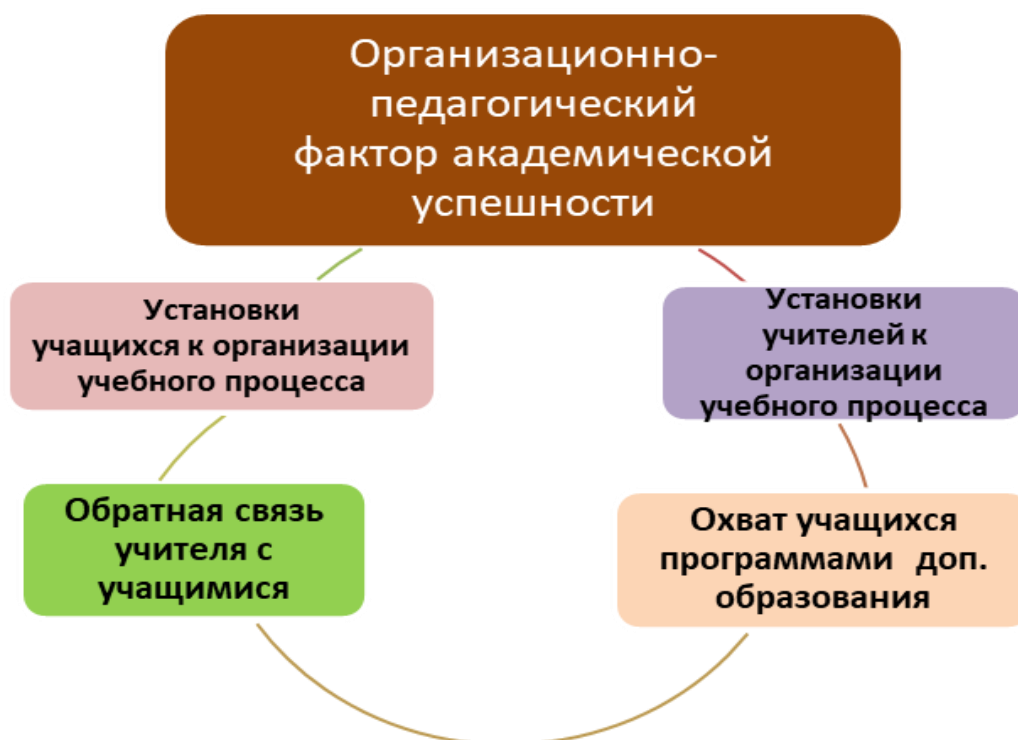 Организационно-
педагогический
фактор академической
успешности
Установки
учащихся к организации
учебного процесса
Установки
учителей к
организации
учебного процесса
Обратная связь
учителя с
учащимися
Охват учащихся
программами доп.
образования